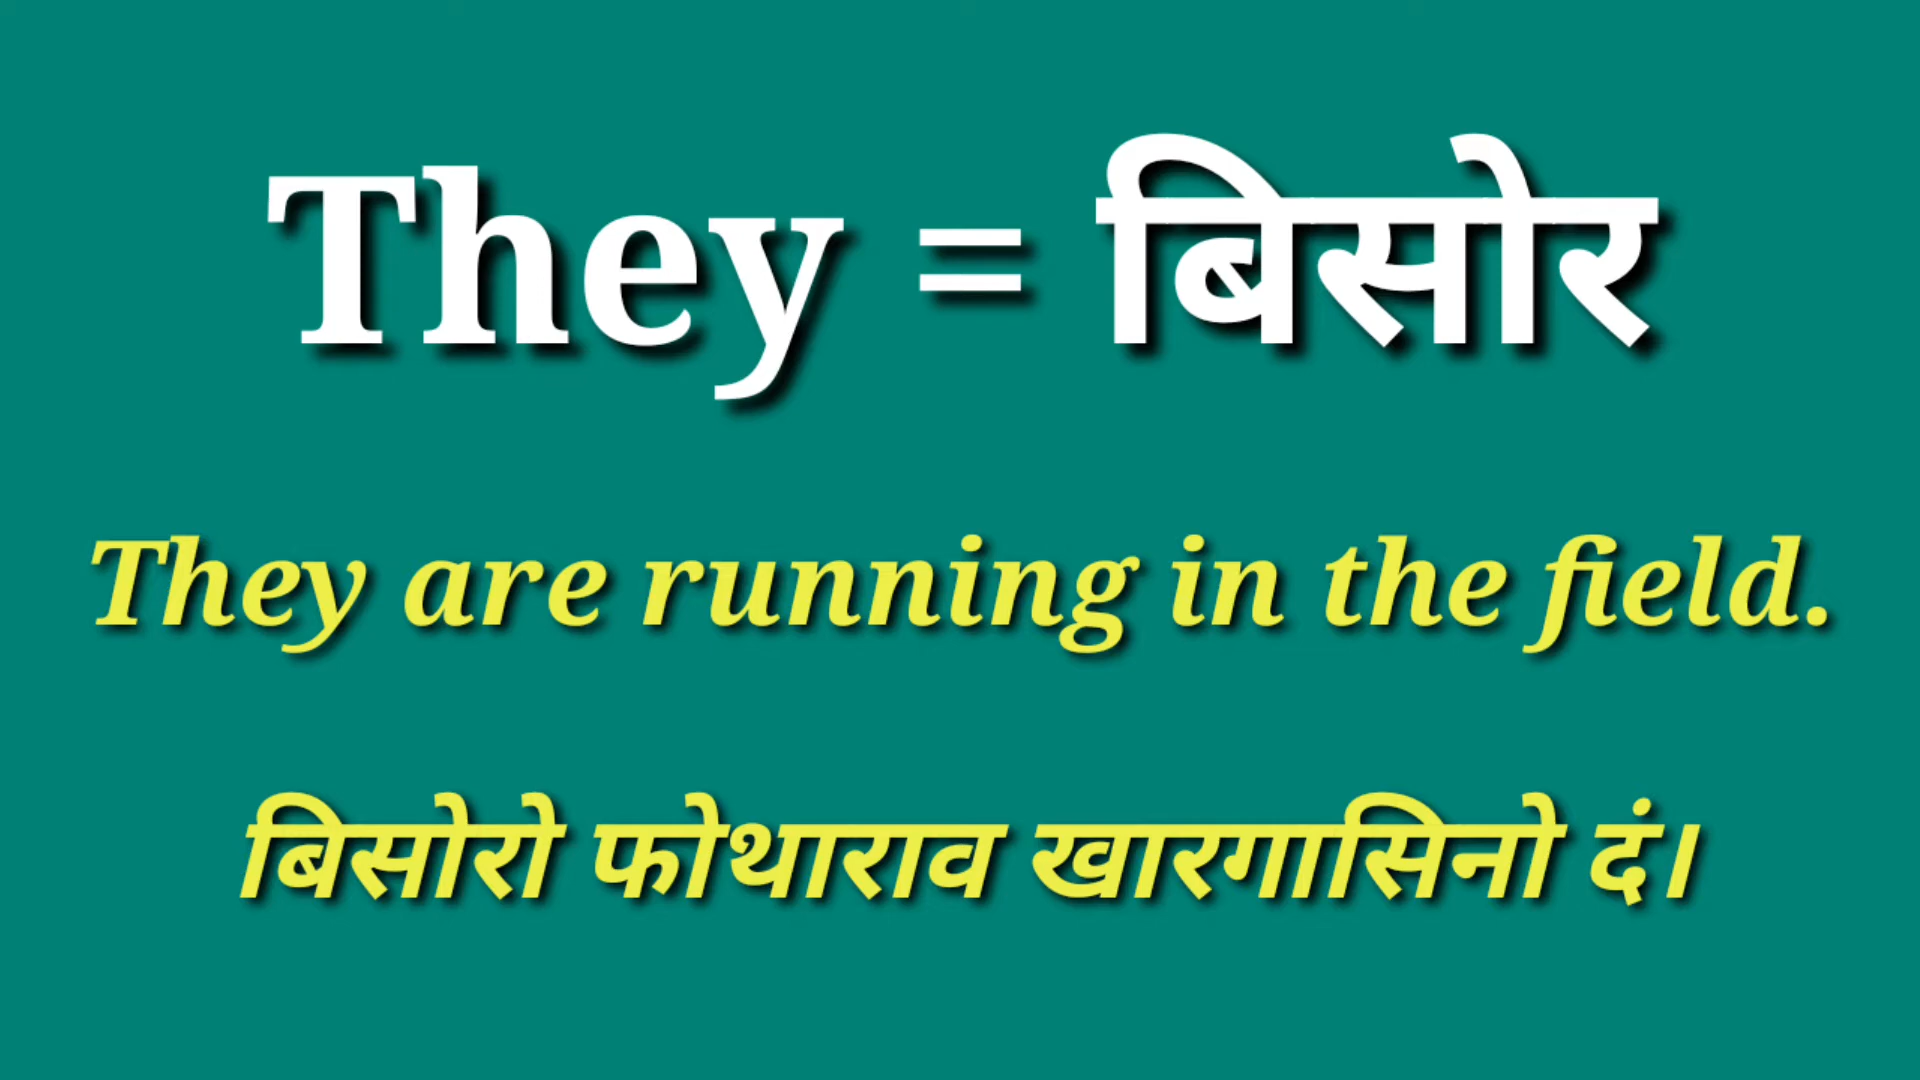 They = बिसोर
They are running in the field.
बिसोरो फोथाराव खारगासिनो दं।